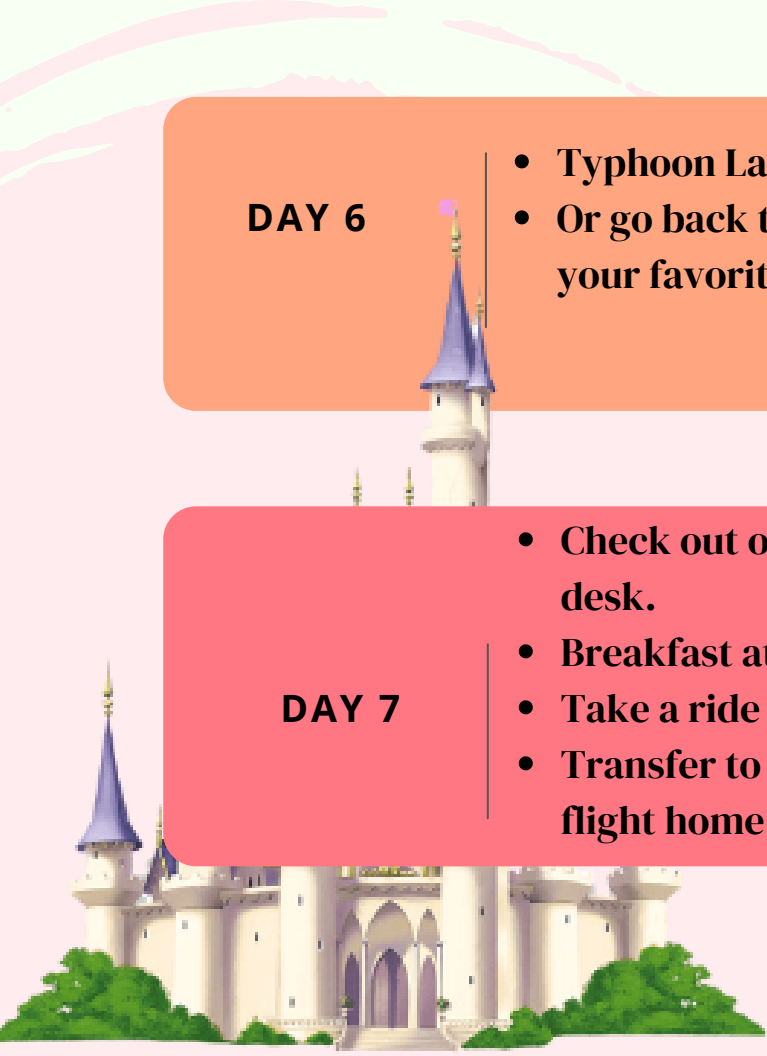 DAY 6
• Typhoon La
• Or go back t
your favorit
DAY 7
• Check out o
desk.
• Breakfast at
• Take a ride
• Transfer to
flight home